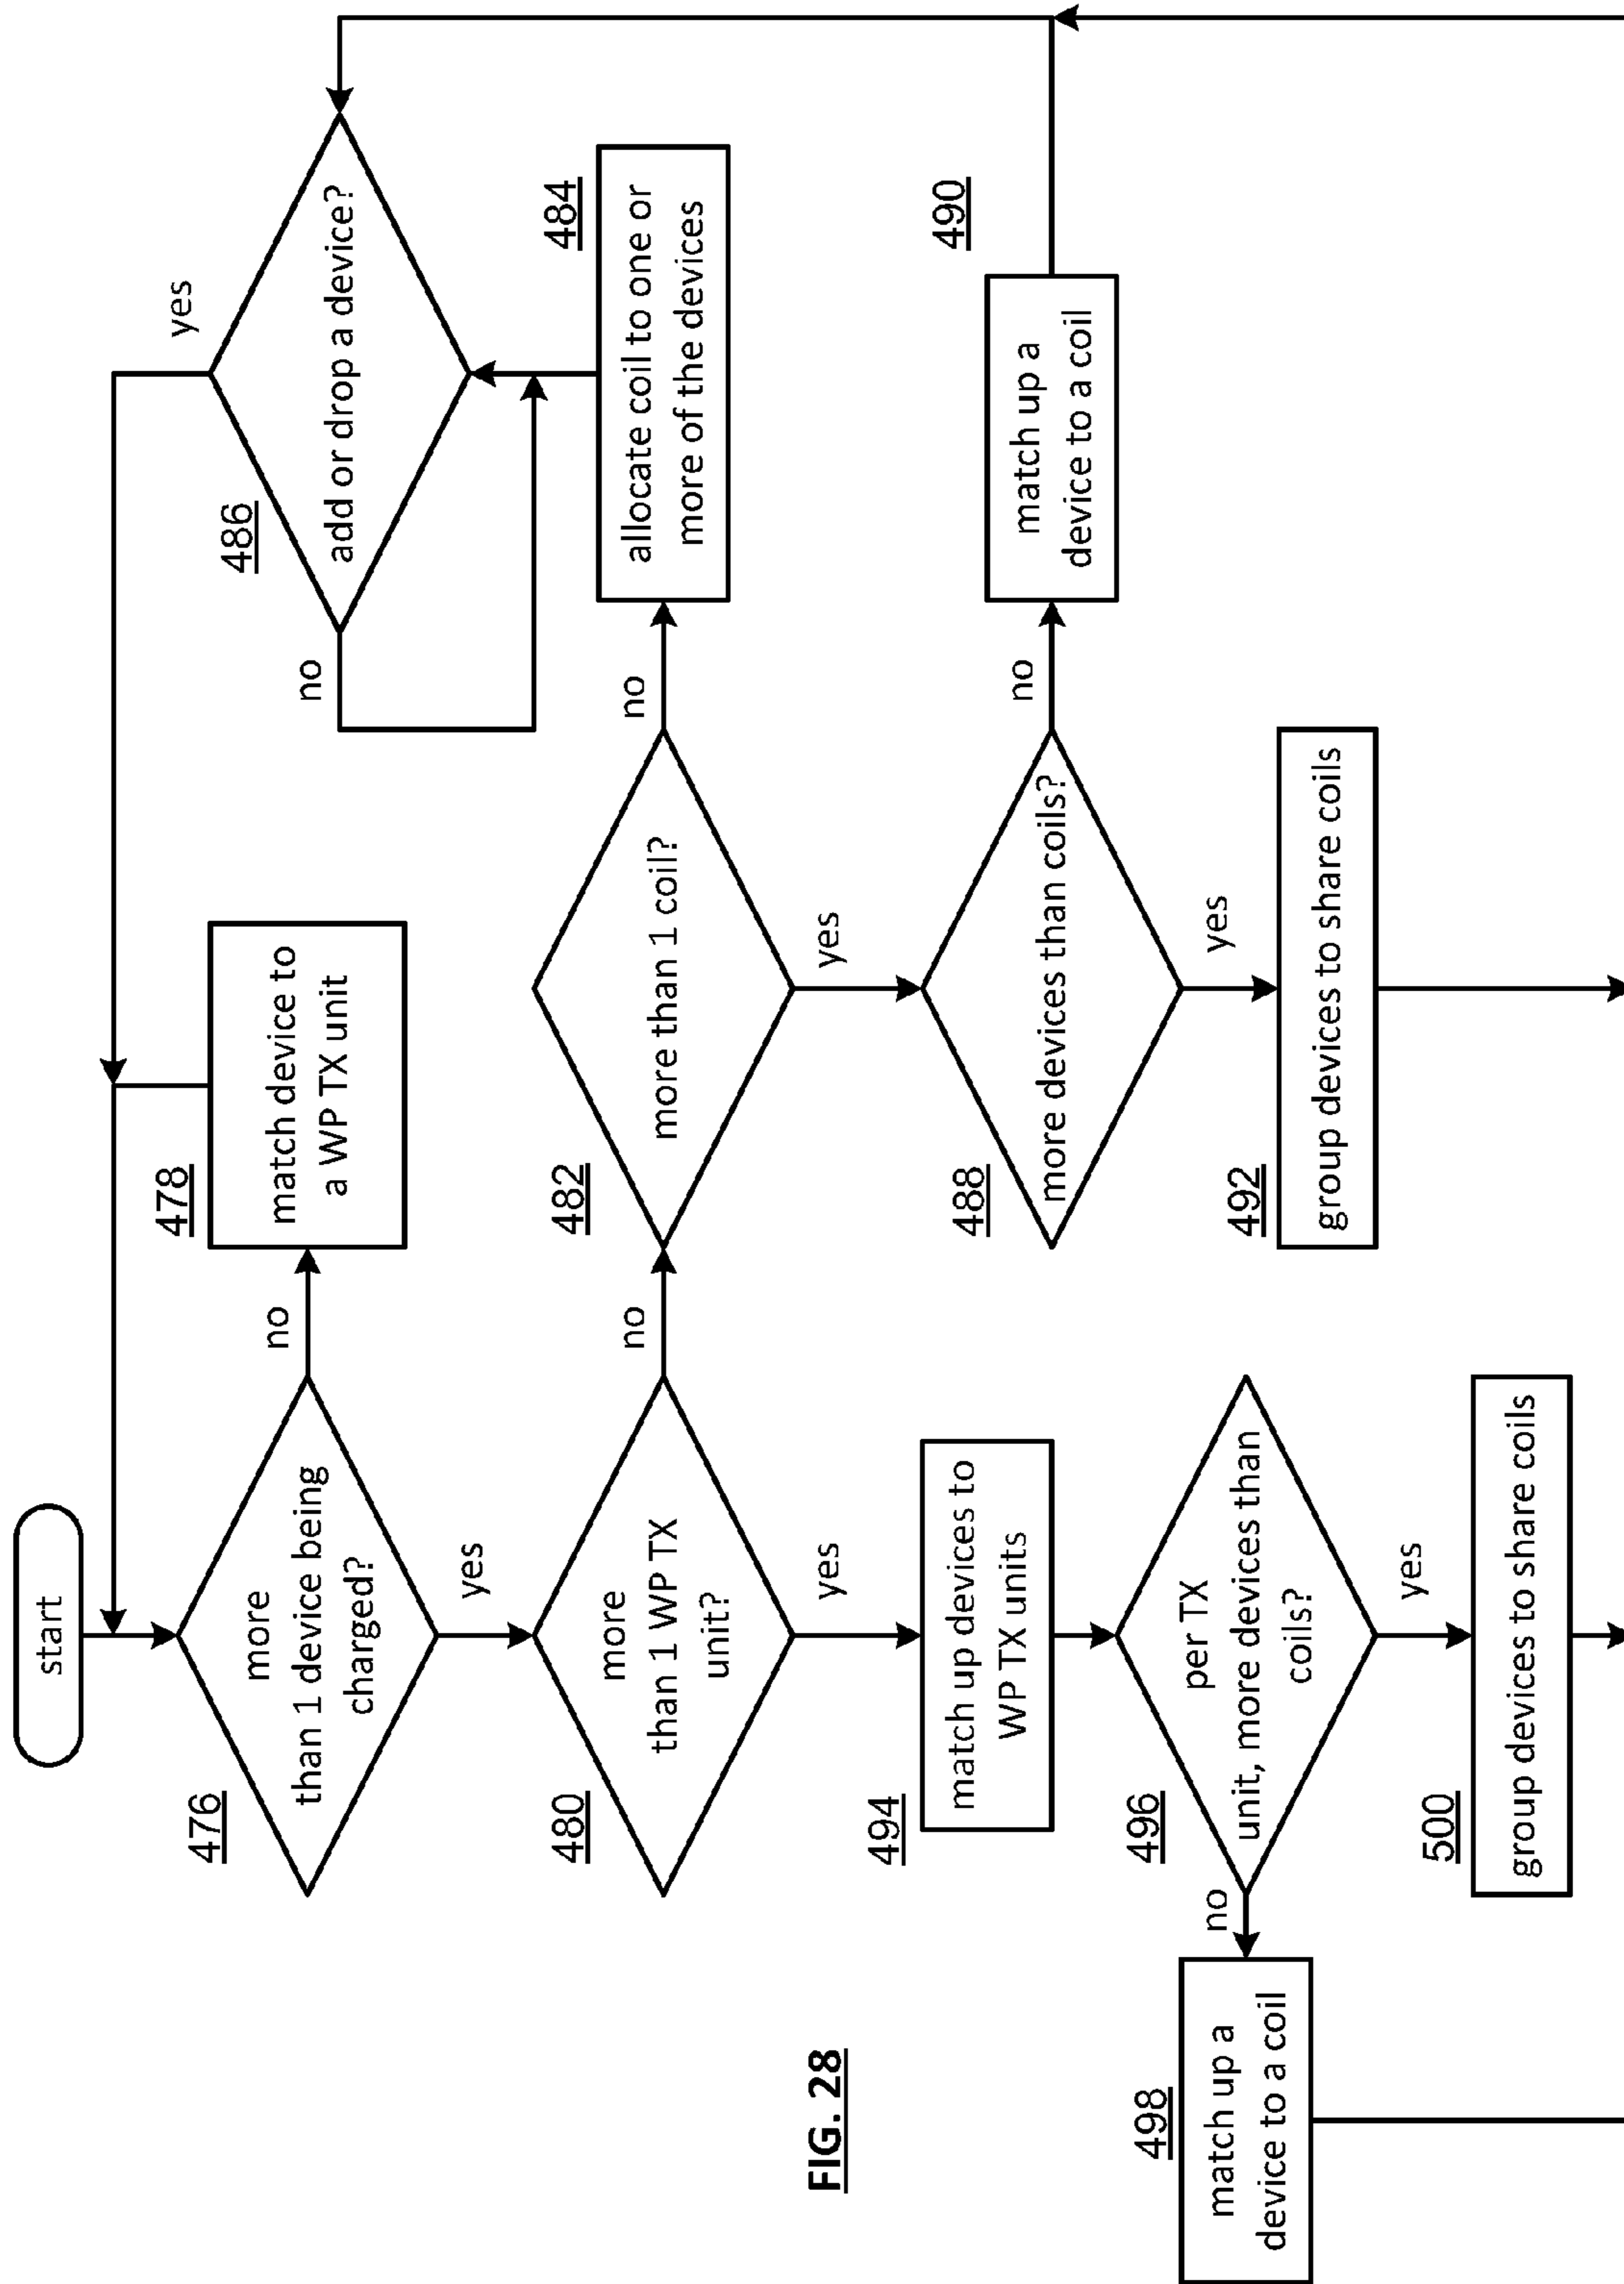 start
476
more
than 1 device being
charged?
no
478
match device to
a WP TX unit
yes
480
more
than 1 WP TX
unit?
no
482
more than 1 coil?
no
484
allocate coil to one or
more of the devices
486
add or drop a device?
yes
no
yes
488
more devices than coils?
no
490
match up a
device to a coil
yes
492
group devices to share coils
yes
494
match up devices to
WP TX units
496
per TX
unit, more devices than
coils?
no
498
match up a
device to a coil
yes
500
group devices to share coils
FIG. 28